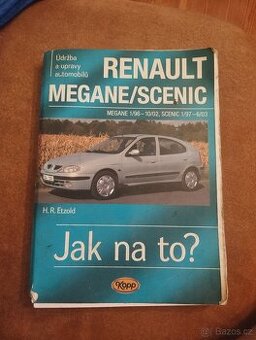 Údržba
a opravy
automobilů
RENAULT
MEGANE/SCENIC
MEGANE 1/96–10/02, SCENIC 1/97–6/03
H. R. Etzold
Jak na to?
Kopp
Bazos.cz